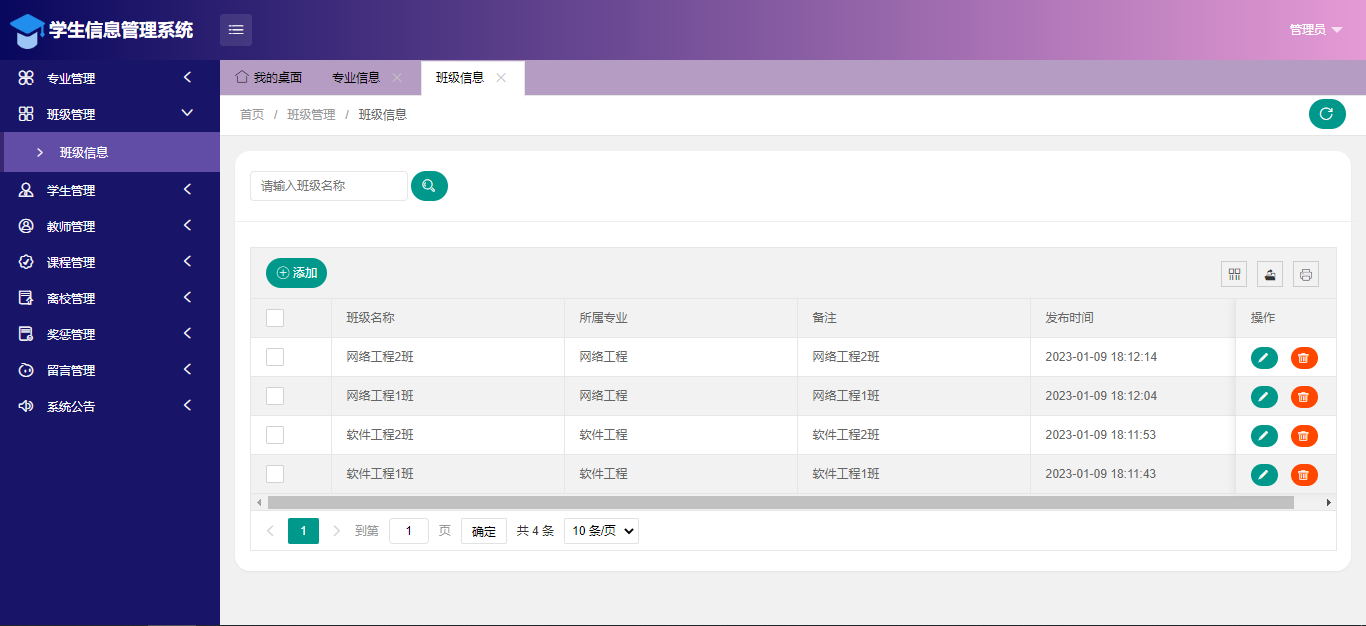 学生信息管理系统
管理员
专业管理
班级管理
班级信息
学生管理
教师管理
课程管理
离校管理
奖惩管理
留言管理
系统公告
我的桌面 专业信息 班级信息
首页 / 班级管理 / 班级信息
请输入班级名称
添加
班级名称 所属专业 备注 发布时间 操作
网络工程2班 网络工程 网络工程2班 2023-01-09 18:12:14
网络工程1班 网络工程 网络工程1班 2023-01-09 18:12:04
软件工程2班 软件工程 软件工程2班 2023-01-09 18:11:53
软件工程1班 软件工程 软件工程1班 2023-01-09 18:11:43
1 到第 1 页 确定 共 4 条 10 条/页